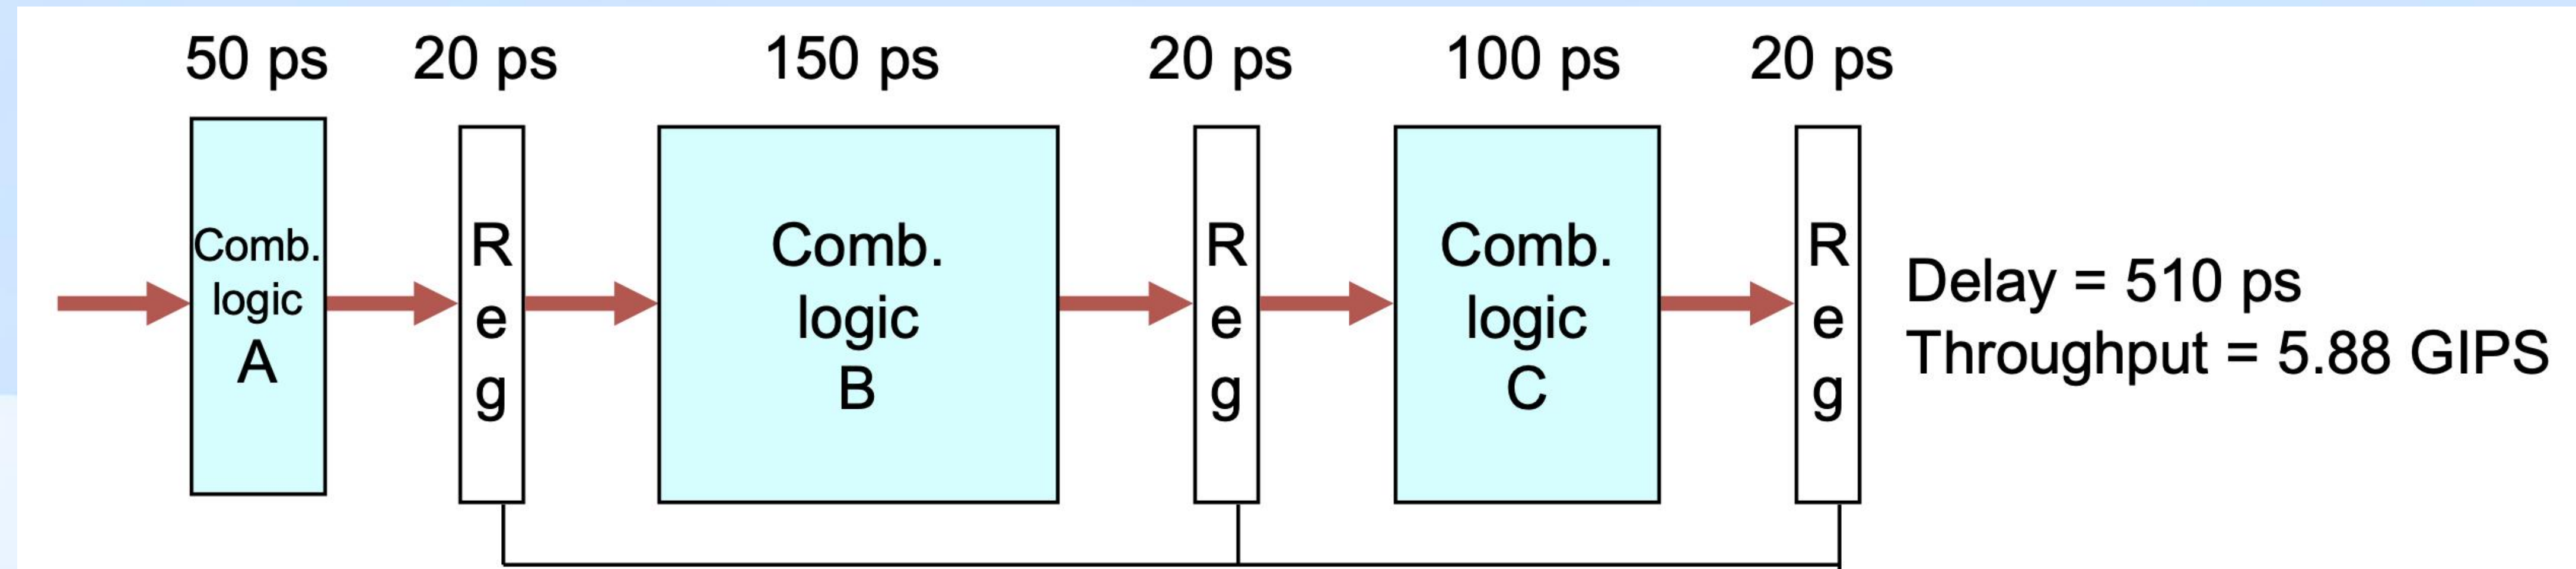 50 ps
20 ps
150 ps
20 ps
100 ps
20 ps
Comb.
logic
A
R
e
g
Comb.
logic
B
R
e
g
Comb.
logic
C
R
e
g
Delay = 510 ps
Throughput = 5.88 GIPS